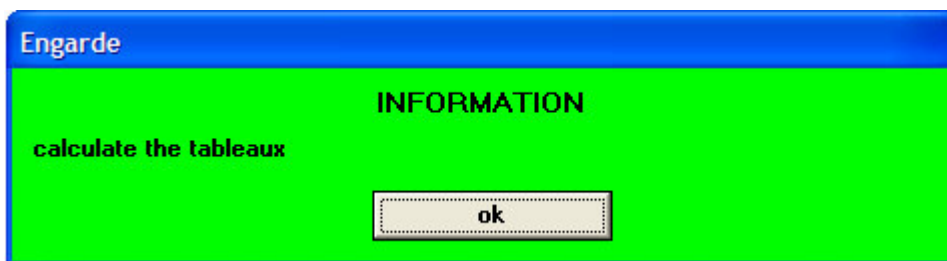 Engarde
INFORMATION
calculate the tableaux
ok